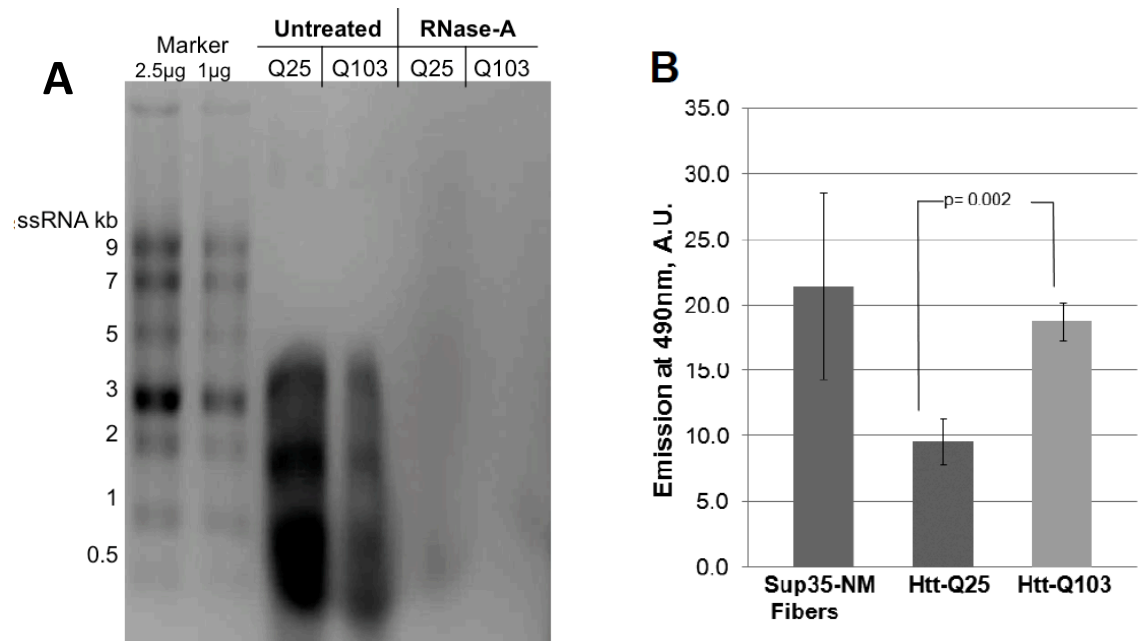 A
Marker
2.5µg 1µg
Untreated RNase-A
Q25 Q103 Q25 Q103
ssRNA kb
9
7
5
3
2
1
0.5
B
Emission at 490nm, A.U.
35.0
30.0
25.0
20.0
15.0
10.0
5.0
0.0
p= 0.002
Sup35-NM Htt-Q25 Htt-Q103
Fibers